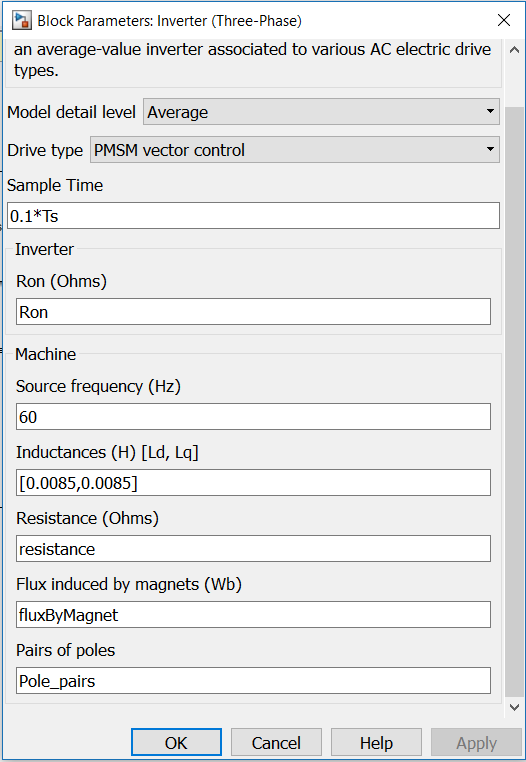 Block Parameters: Inverter (Three-Phase)
an average-value inverter associated to various AC electric drive
types.
Model detail level Average
Drive type PMSM vector control
Sample Time
0.1*Ts
Inverter
Ron (Ohms)
Ron
Machine
Source frequency (Hz)
60
Inductances (H) [Ld, Lq]
[0.0085,0.0085]
Resistance (Ohms)
resistance
Flux induced by magnets (Wb)
fluxByMagnet
Pairs of poles
Pole_pairs
OK Cancel Help Apply